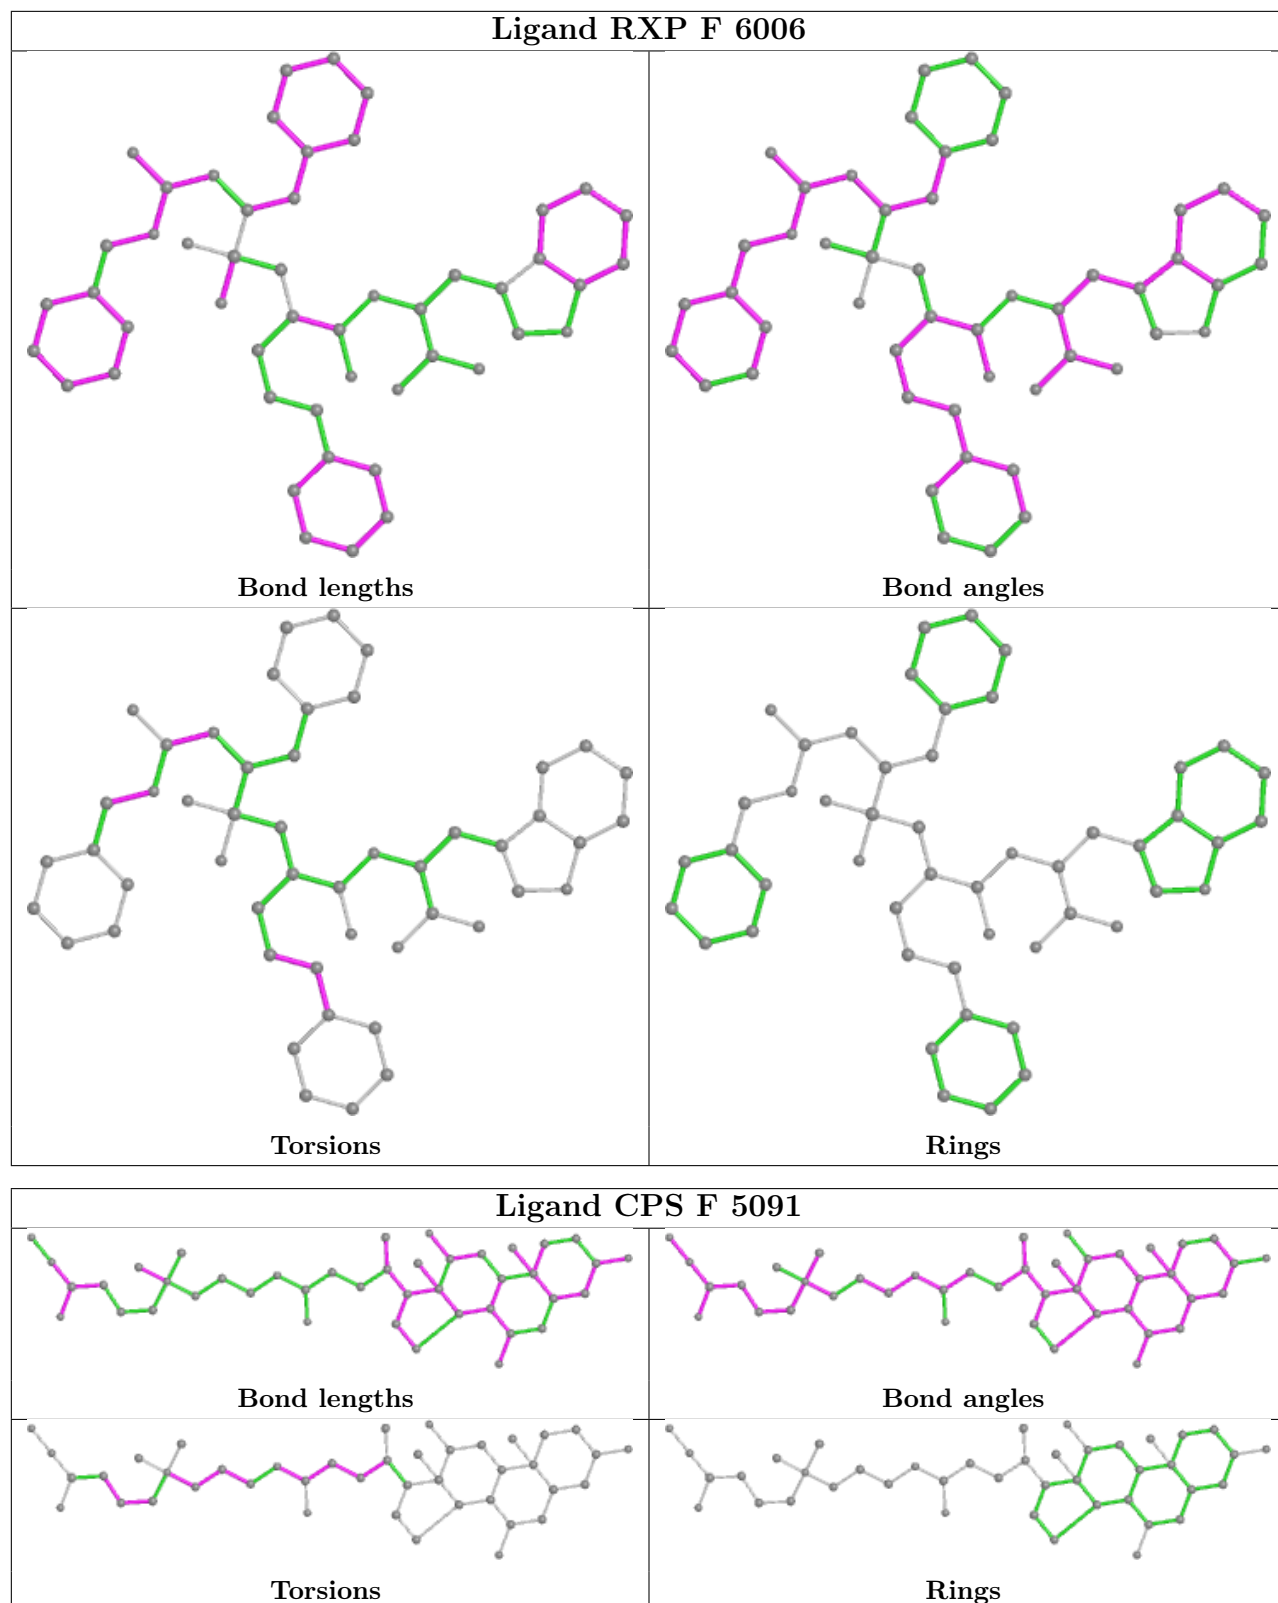 Ligand RXP F 6006
Bond lengths
Bond angles
Torsions
Rings
Ligand CPS F 5091
Bond lengths
Bond angles
Torsions
Rings